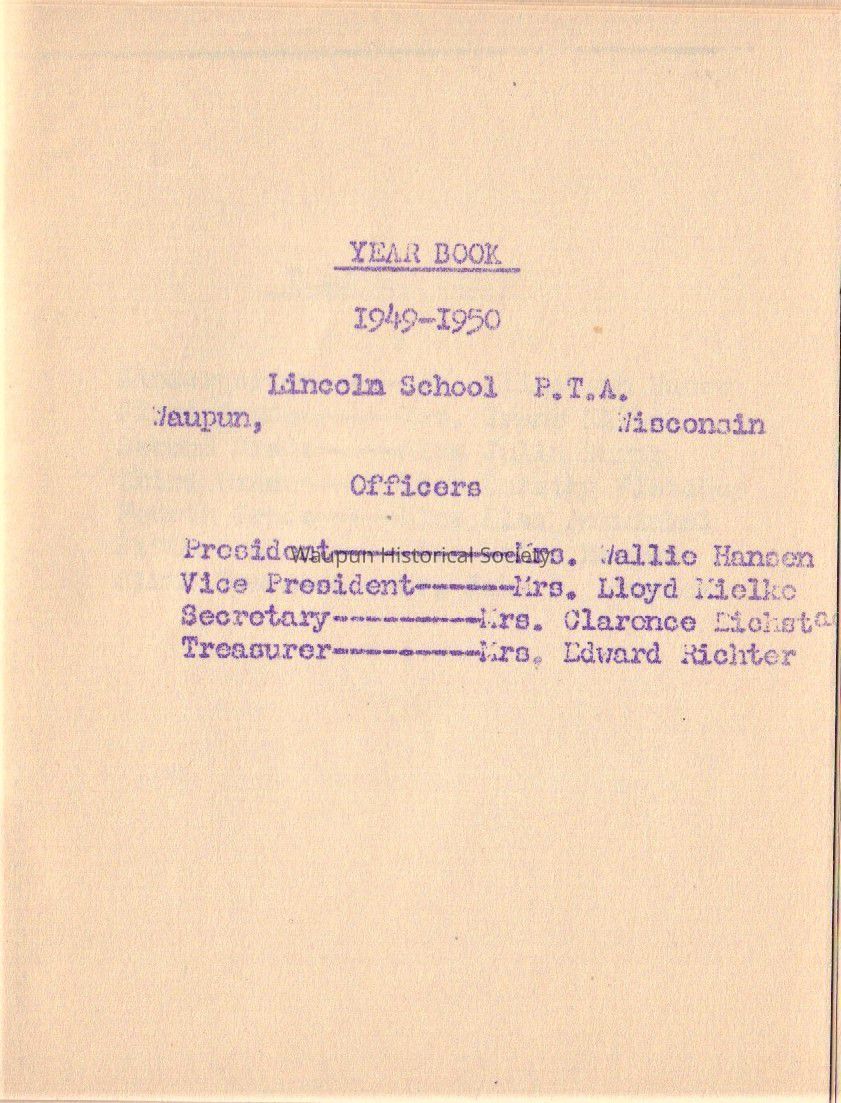 YEAR BOOK
1949-1950
Lincoln School P.T.A.
Waupun, Wisconsin
Officers
President----------Mrs. Wallie Hansen
Waupun Historical Society
Vice President------Mrs. Lloyd Mielke
Secretary---------Mrs. Clarence
Treasurer---------Mrs. Edward Richter